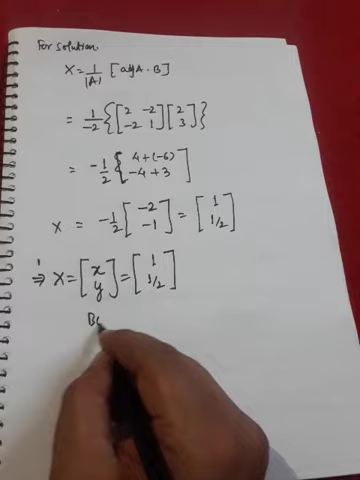 For solution.
X = 1/|A| [adjA . B]
= 1/-2 { [2 -2
-2 1] [2
3] }
= -1/2 { 4+(-6)
-4+3 ]
X = -1/2 [-2
-1] = [1
1/2]
⇒ X = [x
y] = [1
1/2]